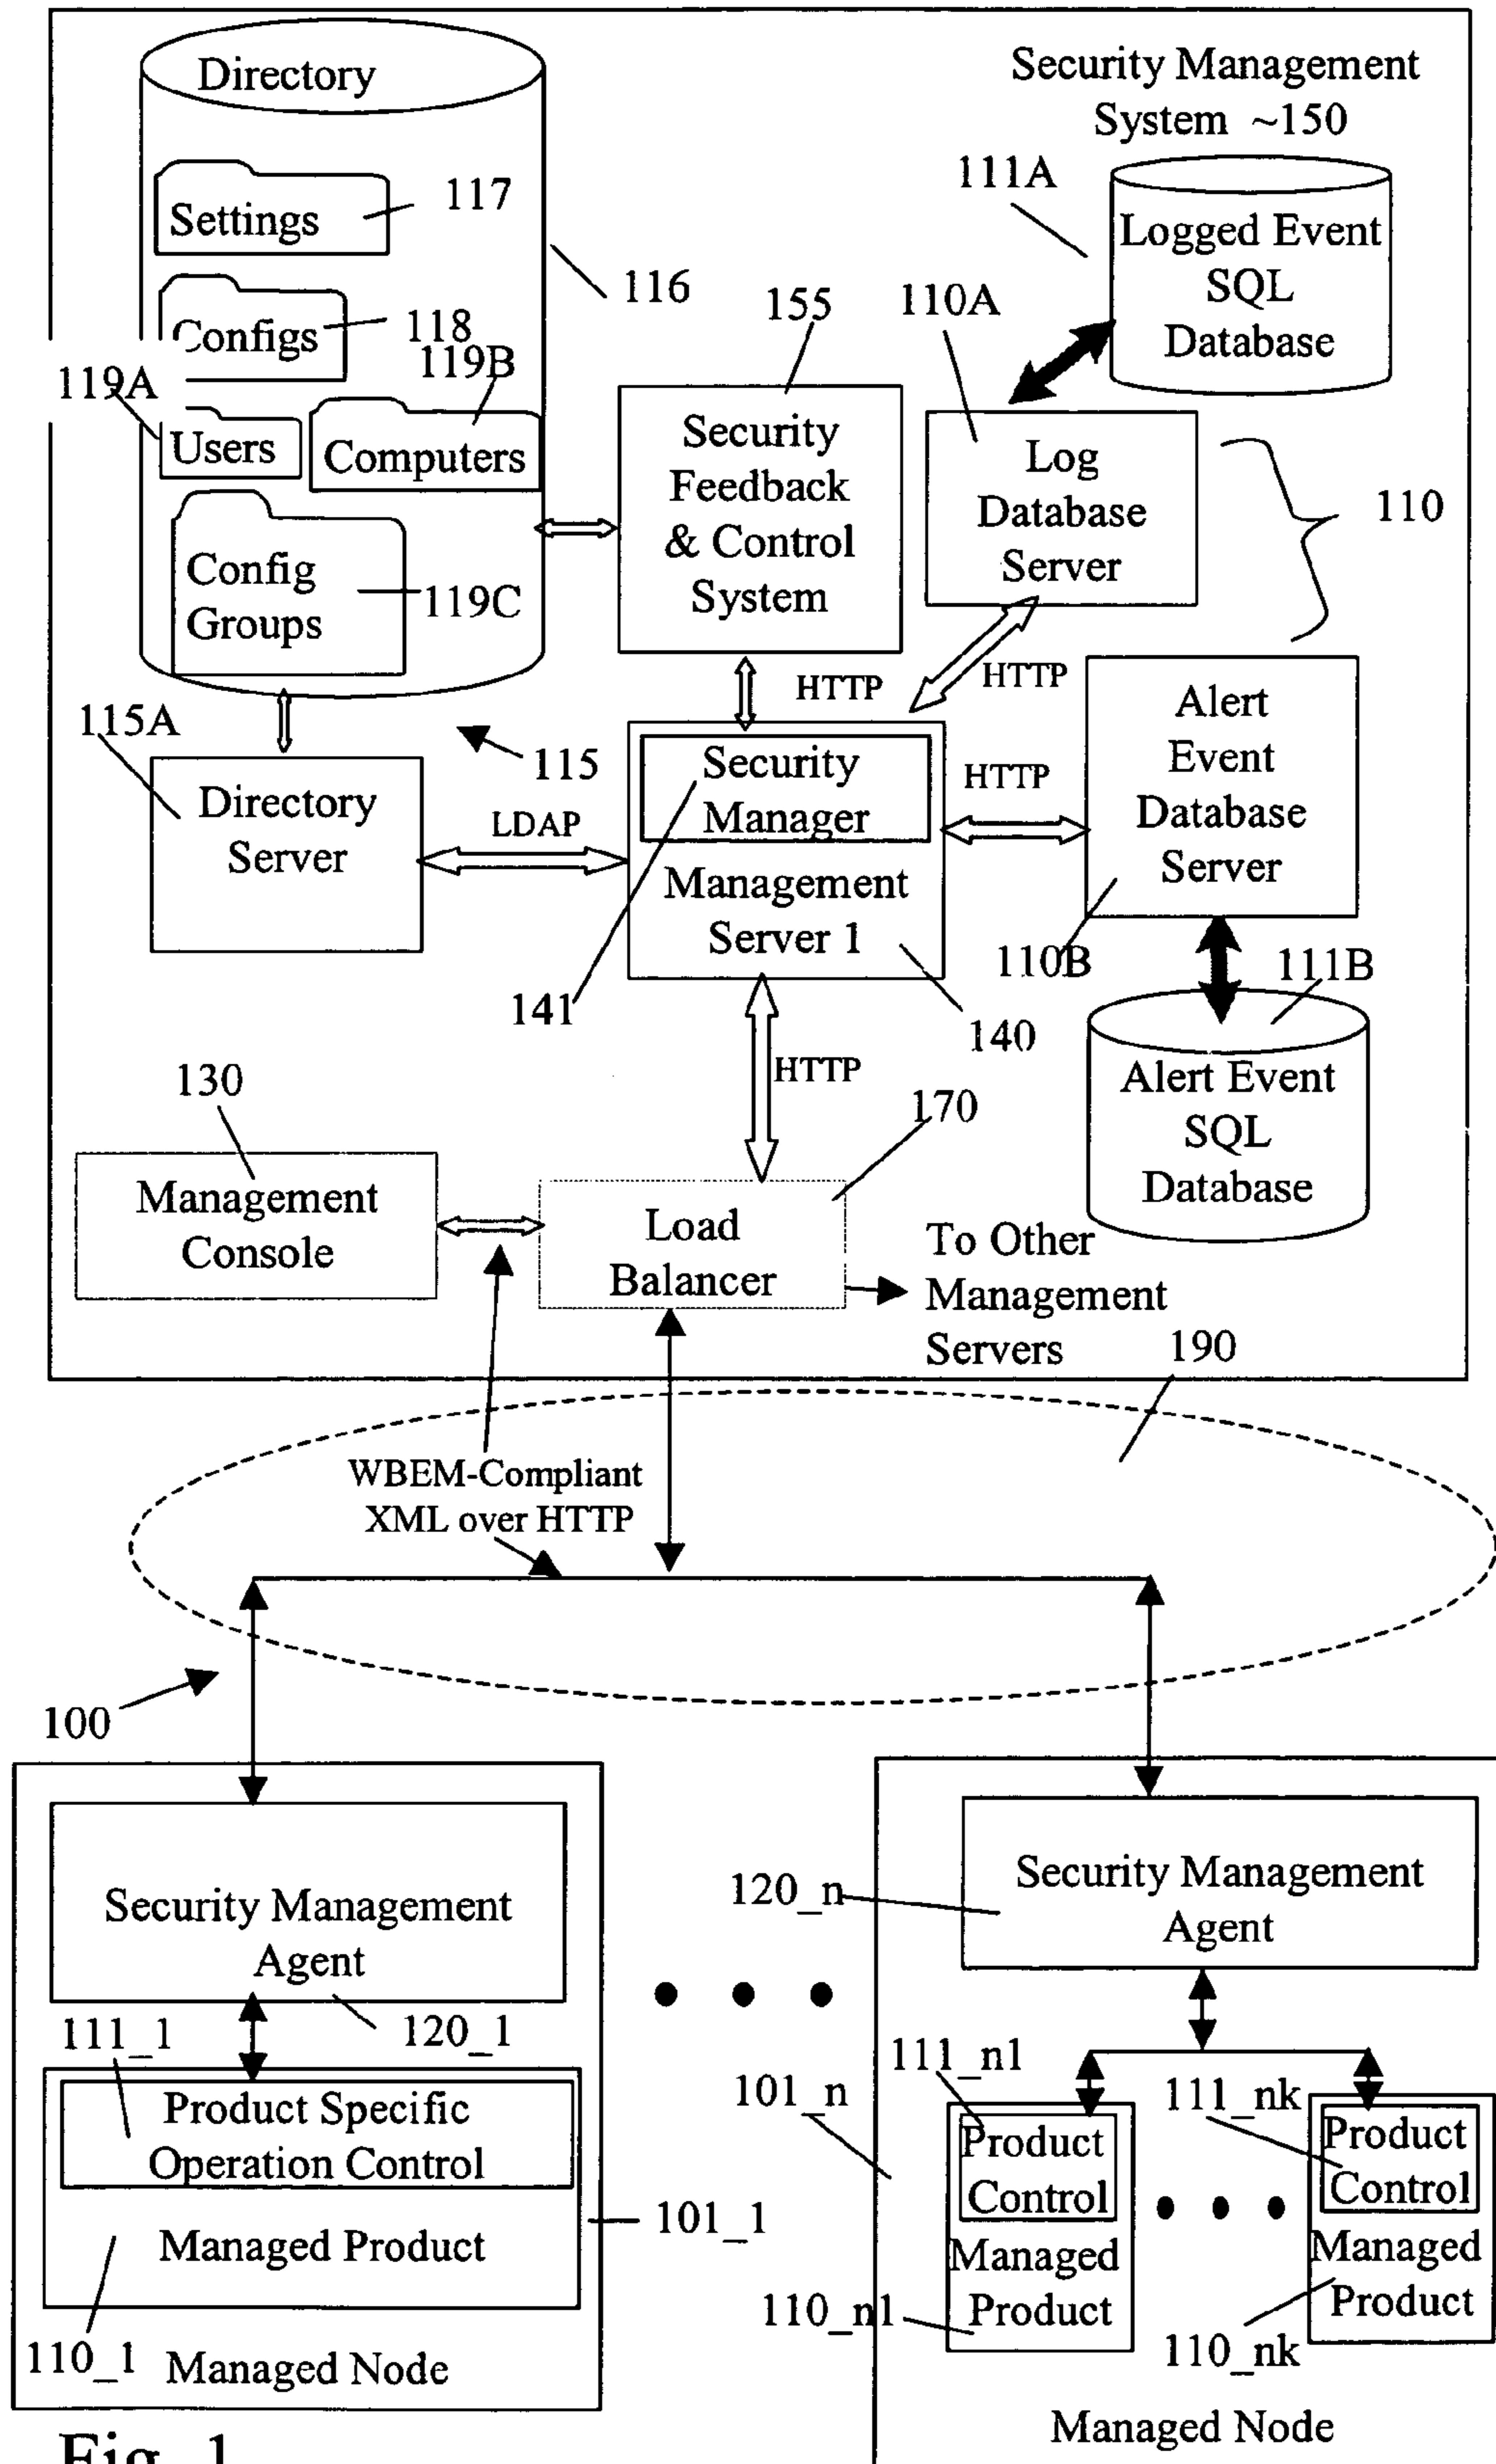 Directory
Security Management
System ~150
111A
117
Settings
Logged Event
SQL
Database
116
155
110A
118
Configs
119B
119A
Users
Computers
Security
Feedback
& Control
System
Log
Database
Server
110
Config
Groups
119C
HTTP
HTTP
115A
115
Alert
Event
Database
Server
Security
Manager
HTTP
Directory
Server
LDAP
Management
Server 1
110B
111B
141
140
HTTP
130
170
Alert Event
SQL
Database
Management
Console
Load
Balancer
To Other
Management
Servers
190
WBEM-Compliant
XML over HTTP
100
Security Management
Agent
120_n
Security Management
Agent
111_1
120_1
111_n1
101_n
111_nk
Product Specific
Operation Control
Product
Control
Product
Control
101_1
Managed Product
Managed
Product
Managed
Product
110_n1
110_1
Managed Node
110_nk
Managed Node
Fig. 1